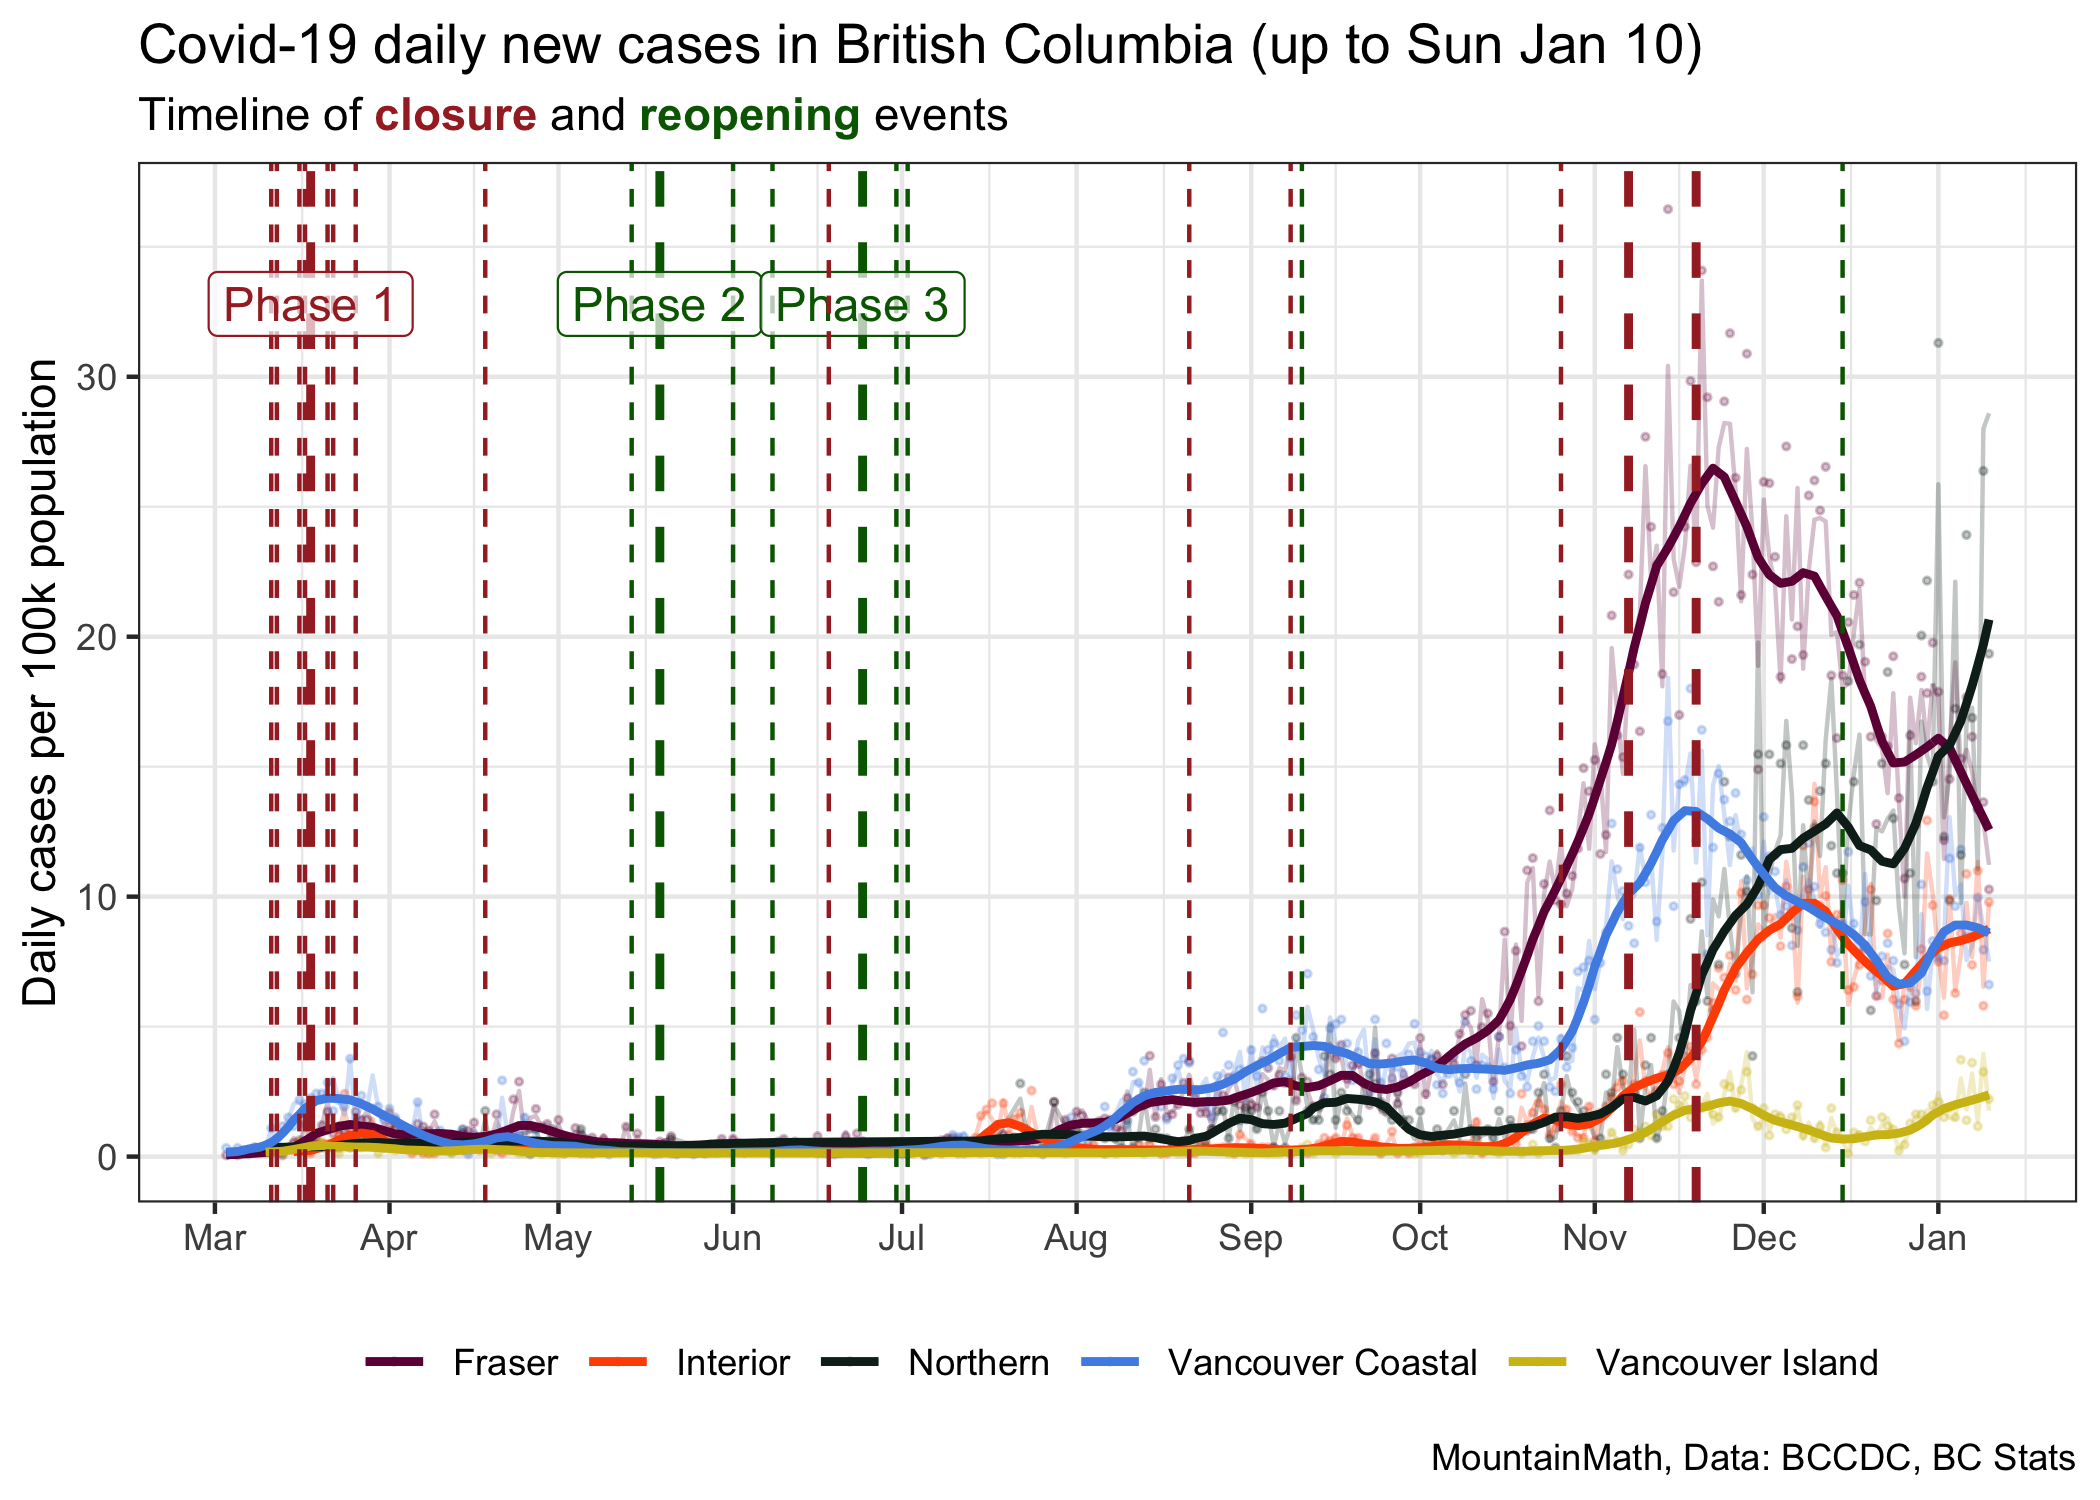 Covid-19 daily new cases in British Columbia (up to Sun Jan 10)
Timeline of closure and reopening events
Daily cases per 100k population
30
20
10
0
Phase 1
Phase 2
Phase 3
Mar Apr May Jun Jul Aug Sep Oct Nov Dec Jan
Fraser Interior Northern Vancouver Coastal Vancouver Island
MountainMath, Data: BCCDC, BC Stats